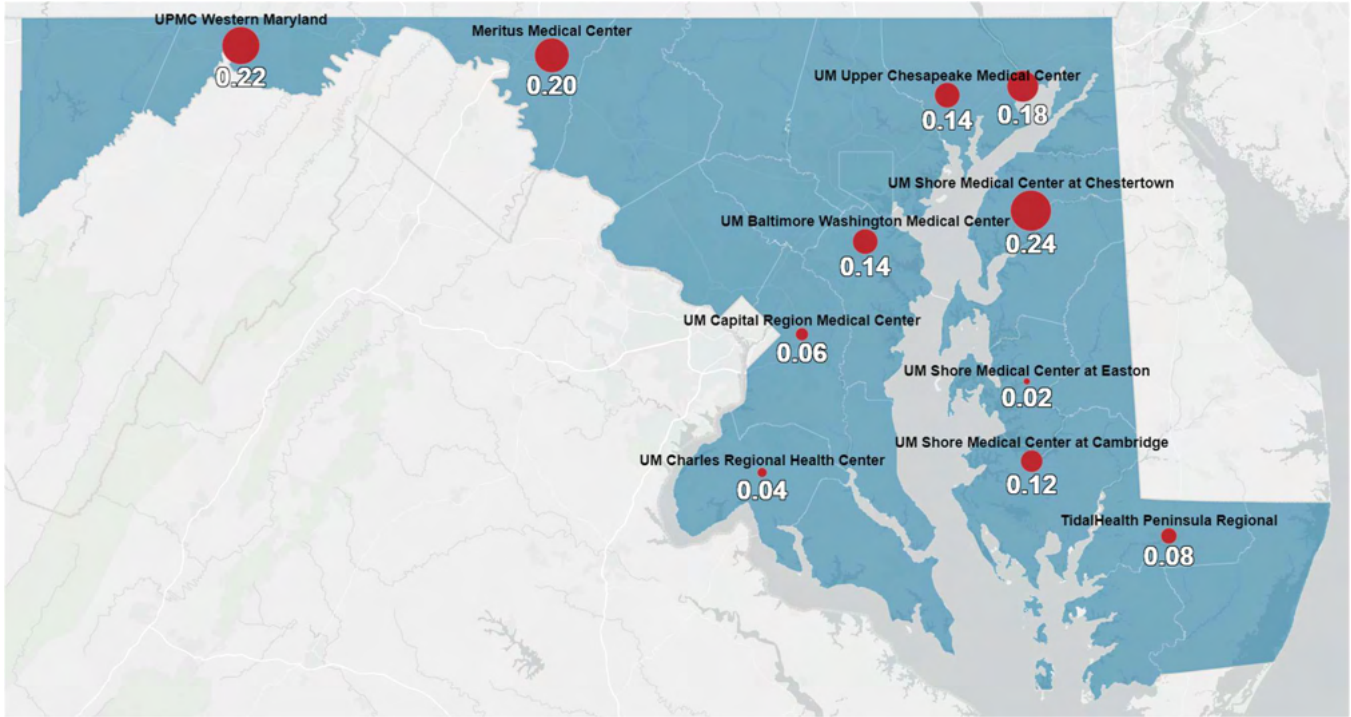 UPMC Western Maryland
0.22
Meritus Medical Center
0.20
UM Upper Chesapeake Medical Center
0.14
0.18
UM Shore Medical Center at Chestertown
0.24
UM Baltimore Washington Medical Center
0.14
UM Capital Region Medical Center
0.06
UM Shore Medical Center at Easton
0.02
UM Shore Medical Center at Cambridge
0.12
UM Charles Regional Health Center
0.04
TidalHealth Peninsula Regional
0.08